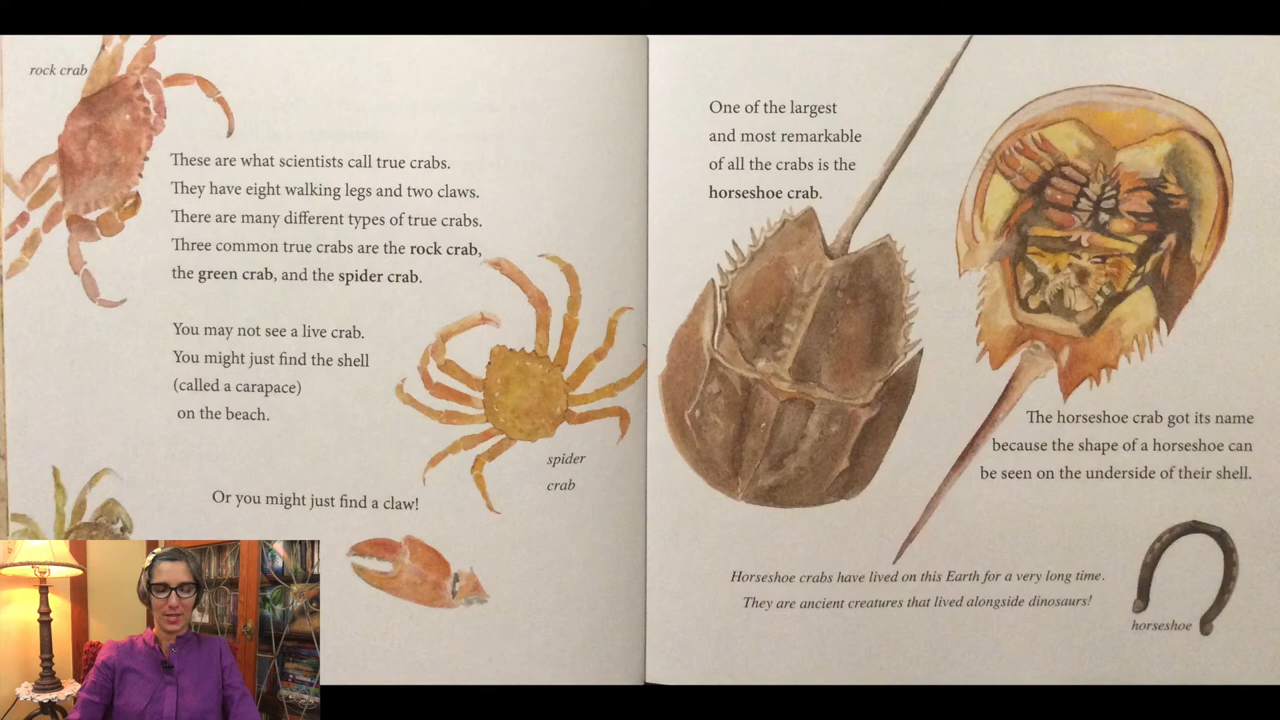 rock crab
These are what scientists call true crabs.
They have eight walking legs and two claws.
There are many different types of true crabs.
Three common true crabs are the rock crab,
the green crab, and the spider crab.
You may not see a live crab.
You might just find the shell
(called a carapace)
on the beach.
spider
crab
Or you might just find a claw!
One of the largest
and most remarkable
of all the crabs is the
horseshoe crab.
The horseshoe crab got its name
because the shape of a horseshoe can
be seen on the underside of their shell.
Horseshoe crabs have lived on this Earth for a very long time.
They are ancient creatures that lived alongside dinosaurs!
horseshoe